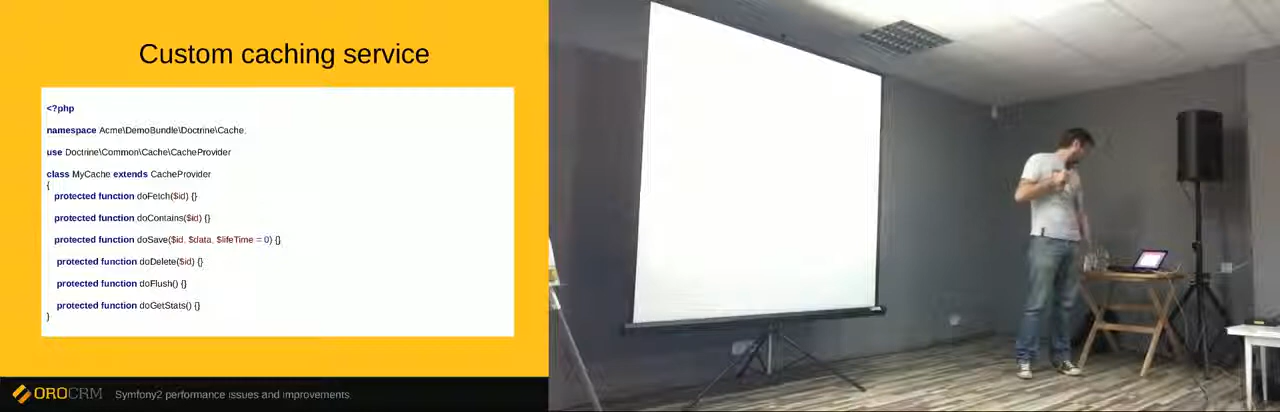 Custom caching service
<?php
namespace Acme\DemoBundle\Doctrine\Cache;
use Doctrine\Common\Cache\CacheProvider
class MyCache extends CacheProvider
{
protected function doFetch($id) {}
protected function doContains($id) {}
protected function doSave($id, $data, $lifeTime = 0) {}
protected function doDelete($id) {}
protected function doFlush() {}
protected function doGetStats() {}
}
OROCRM Symfony2 performance issues and improvements